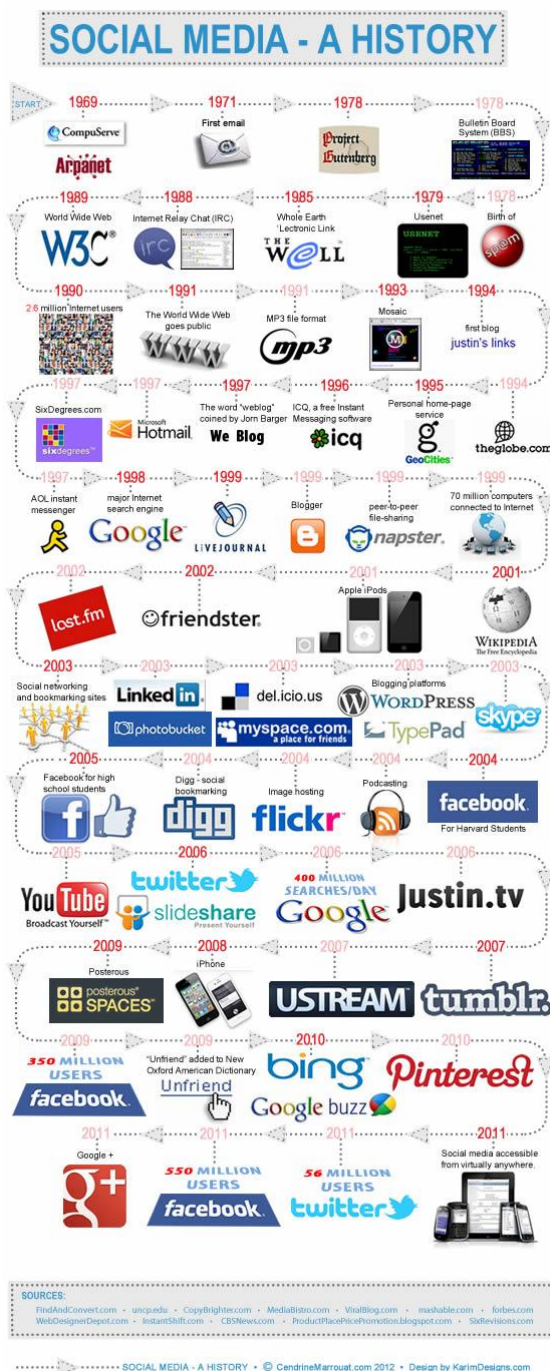 SOCIAL MEDIA - A HISTORY
START
1969
1971
1978
1978
CompuServe
Arpanet
First email
Project
Gutenberg
Bulletin Board
System (BBS)
1989
1988
1985
1979
1978
World Wide Web
W3C®
Internet Relay Chat (IRC)
irc
Whole Earth
'Lectronic Link
THE
WELL
Usenet
USENET
Birth of
spam
1990
1991
1991
1993
1994
2.6 million Internet users
The World Wide Web
goes public
WWW
MP3 file format
mp3
Mosaic
first blog
justin's links
1997
1997
1997
1996
1995
1994
SixDegrees.com
sixdegrees™
Microsoft
Hotmail
The word "weblog"
coined by Jorn Barger
We Blog
ICQ, a free Instant
Messaging software
icq
Personal home-page
service
GeoCities
theglobe.com
1997
1998
1999
1999
1999
1999
AOL instant
messenger
major Internet
search engine
Google
LIVEJOURNAL
Blogger
peer-to-peer
file-sharing
napster.
70 million computers
connected to Internet
2002
2002
2001
2001
last.fm
friendster.
Apple iPods
WIKIPEDIA
The Free Encyclopedia
2003
2003
2003
2003
2003
Social networking
and bookmarking sites
Linked in
photobucket
del.icio.us
myspace.com
a place for friends
Blogging platforms
WORDPRESS
TypePad
skype
2005
2004
2004
2004
2004
Facebook for high
school students
Digg - social
bookmarking
digg
Image hosting
flickr
Podcasting
facebook
For Harvard Students
2005
2006
2006
2006
YouTube
Broadcast Yourself™
twitter
slideshare
Present Yourself
400 MILLION
SEARCHES/DAY
Google
Justin.tv
2009
2008
2007
2007
Posterous
posterous
SPACES™
iPhone
USTREAM
tumblr.
2009
2009
2010
2010
350 MILLION
USERS
facebook
"Unfriend" added to New
Oxford American Dictionary
Unfriend
bing
Google buzz
Pinterest
2011
2011
2011
2011
Google +
g+
550 MILLION
USERS
facebook
56 MILLION
USERS
twitter
Social media accessible
from virtually anywhere.
SOURCES:
FindAndConvert.com • uncp.edu • CopyBrighter.com • MediaBistro.com • ViralBlog.com • mashable.com • forbes.com
WebDesignerDepot.com • InstantShift.com • CBSNews.com • ProductPlacePricePromotion.blogspot.com • SixRevisions.com
SOCIAL MEDIA - A HISTORY • © CendrineMarrouat.com 2012 • Design by KarimDesigns.com